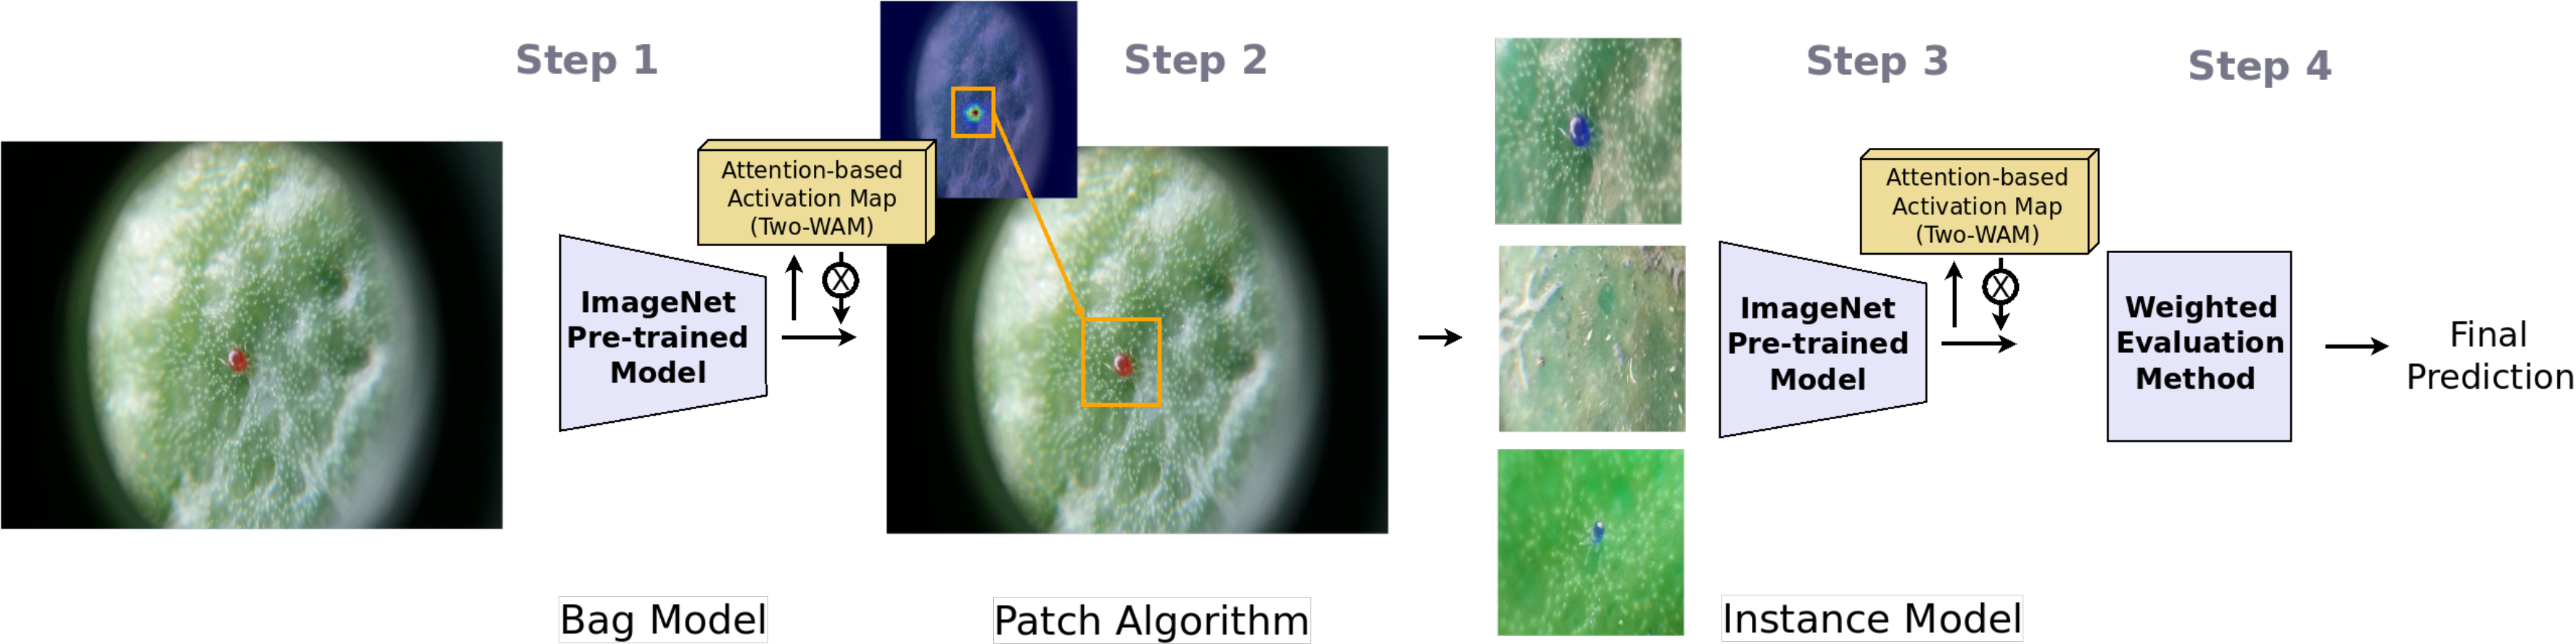 Step 1
Step 2
Step 3
Step 4
Attention-based
Activation Map
(Two-WAM)
X
ImageNet
Pre-trained
Model
Attention-based
Activation Map
(Two-WAM)
X
ImageNet
Pre-trained
Model
Weighted
Evaluation
Method
Final
Prediction
Bag Model
Patch Algorithm
Instance Model